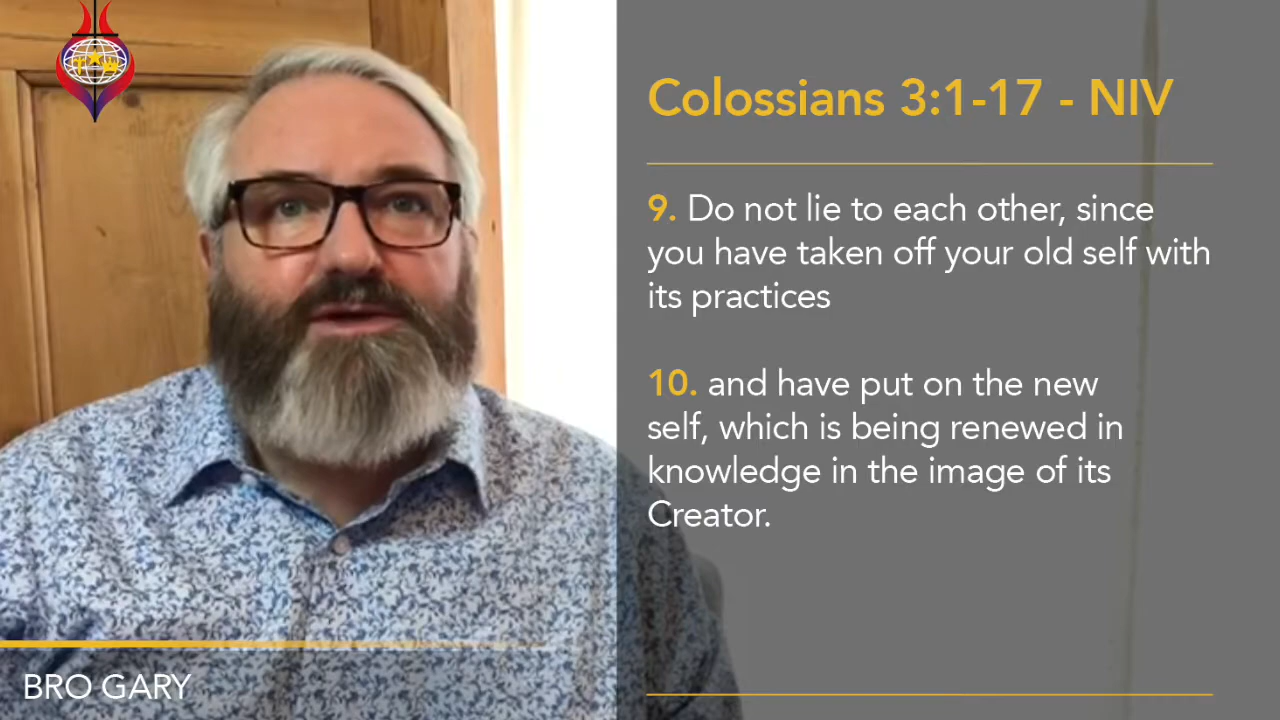 Colossians 3:1-17 - NIV
9. Do not lie to each other, since
you have taken off your old self with
its practices
10. and have put on the new
self, which is being renewed in
knowledge in the image of its
Creator.
BRO GARY